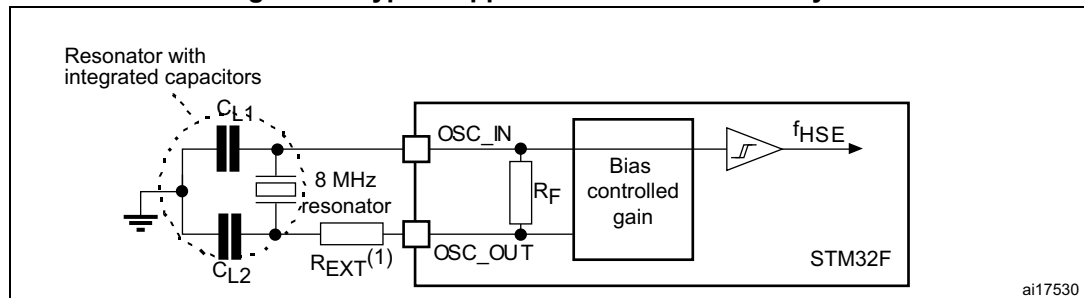 Resonator with
integrated capacitors
CL1
OSC_IN
fHSE
8 MHz
resonator
RF
Bias
controlled
gain
REXT(1)
OSC_OUT
STM32F
CL2
ai17530